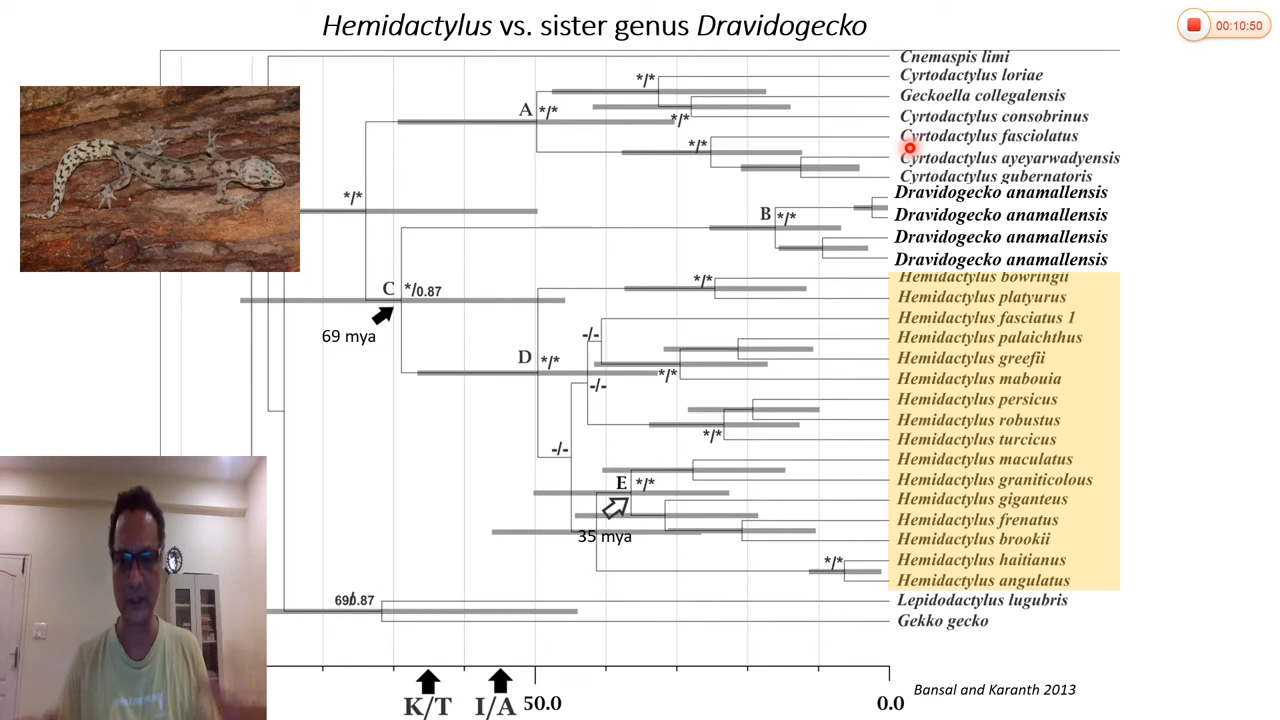 Hemidactylus vs. sister genus Dravidogecko
00:10:50
Cnemaspis limi
Cyrtodactylus loriae
Geckoella collegalensis
Cyrtodactylus consobrinus
Cyrtodactylus fasciolatus
Cyrtodactylus ayeyarwadyensis
Cyrtodactylus gubernatoris
Dravidogecko anamallensis
Dravidogecko anamallensis
Dravidogecko anamallensis
Dravidogecko anamallensis
Hemidactylus bowringii
Hemidactylus platyurus
Hemidactylus fasciatus 1
Hemidactylus palaichthus
Hemidactylus greefii
Hemidactylus mabouia
Hemidactylus persicus
Hemidactylus robustus
Hemidactylus turcicus
Hemidactylus maculatus
Hemidactylus graniticolous
Hemidactylus giganteus
Hemidactylus frenatus
Hemidactylus brookii
Hemidactylus haitianus
Hemidactylus angulatus
Lepidodactylus lugubris
Gekko gecko
*/*
A */*
*/*
*/*
*/*
B */*
*/*
C */0.87
69 mya
-/-
D */*
*/*
-/-
*/*
-/-
E */*
35 mya
*/*
K/T I/A 50.0 0.0
Bansal and Karanth 2013